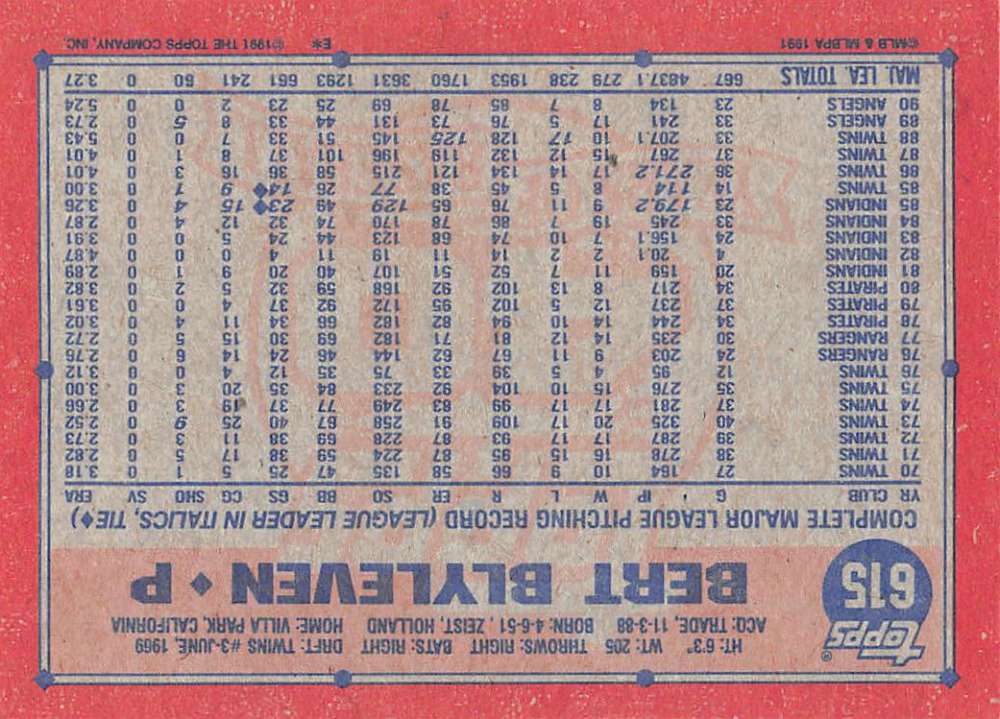 Topps®
615
HT: 6'3" WT: 205 THROWS: RIGHT BATS: RIGHT DRFT: TWINS #3-JUNE, 1969
ACQ: TRADE, 11-3-88 BORN: 4-6-51, ZEIST, HOLLAND HOME: VILLA PARK, CALIFORNIA
BERT BLYLEVEN ♦ P
COMPLETE MAJOR LEAGUE PITCHING RECORD (LEAGUE LEADER IN ITALICS, TIE♦)
YR CLUB G IP W L R ER SO BB GS CG SHO SV ERA
70 TWINS 27 164 10 9 66 58 135 47 25 5 1 0 3.18
71 TWINS 38 278 16 15 95 87 224 59 38 17 5 0 2.82
72 TWINS 39 287 17 17 93 87 228 69 38 11 3 0 2.73
73 TWINS 40 325 20 17 109 91 258 67 40 25 9 0 2.52
74 TWINS 37 281 17 17 99 83 249 77 37 19 3 0 2.66
75 TWINS 35 276 15 10 104 92 233 84 35 20 3 0 3.00
76 TWINS 12 95 4 5 39 33 75 35 12 4 0 0 3.12
76 RANGERS 24 203 9 11 67 62 144 46 24 14 6 0 2.76
77 RANGERS 30 235 14 12 81 71 182 69 30 15 5 0 2.72
78 PIRATES 34 244 14 10 94 82 182 66 34 11 4 0 3.02
79 PIRATES 37 237 12 5 102 95 172 92 37 4 0 0 3.61
80 PIRATES 34 217 8 13 102 92 168 59 32 5 2 0 3.82
81 INDIANS 20 159 11 7 52 51 107 40 20 9 1 0 2.89
82 INDIANS 4 20.1 2 2 14 11 19 11 4 0 0 0 4.87
83 INDIANS 24 156.1 7 10 74 68 123 44 24 5 0 0 3.91
84 INDIANS 33 245 19 7 86 78 170 74 32 12 4 0 2.87
85 INDIANS 23 179.2 9 11 76 65 129 49 23♦ 15 4 0 3.26
85 TWINS 14 114 8 5 45 38 77 26 14♦ 9 1 0 3.00
86 TWINS 36 271.2 17 14 134 121 215 58 36 16 3 0 4.01
87 TWINS 37 267 15 12 132 119 196 101 37 8 1 0 4.01
88 TWINS 33 207.1 10 17 128 125 145 51 33 7 0 0 5.43
89 ANGELS 33 241 17 5 76 73 131 44 33 8 5 0 2.73
90 ANGELS 23 134 8 7 85 78 69 25 23 2 0 0 5.24
MAJ. LEA. TOTALS 667 4837.1 279 238 1953 1760 3631 1293 661 241 60 0 3.27
©MLB & MLBPA 1991 E* ©1991 THE TOPPS COMPANY, INC.